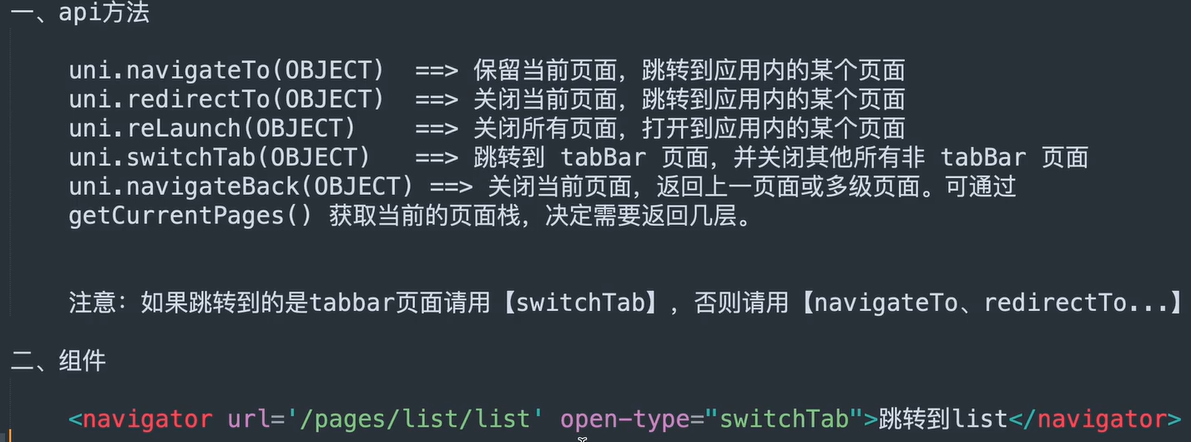 一、api方法
uni.navigateTo(OBJECT) ==> 保留当前页面，跳转到应用内的某个页面
uni.redirectTo(OBJECT) ==> 关闭当前页面，跳转到应用内的某个页面
uni.reLaunch(OBJECT) ==> 关闭所有页面，打开到应用内的某个页面
uni.switchTab(OBJECT) ==> 跳转到 tabBar 页面，并关闭其他所有非 tabBar 页面
uni.navigateBack(OBJECT) ==> 关闭当前页面，返回上一页面或多级页面。可通过
getCurrentPages() 获取当前的页面栈，决定需要返回几层。
注意：如果跳转到的是tabbar页面请用【switchTab】，否则请用【navigateTo、redirectTo...】
二、组件
<navigator url='/pages/list/list' open-type="switchTab">跳转到list</navigator>